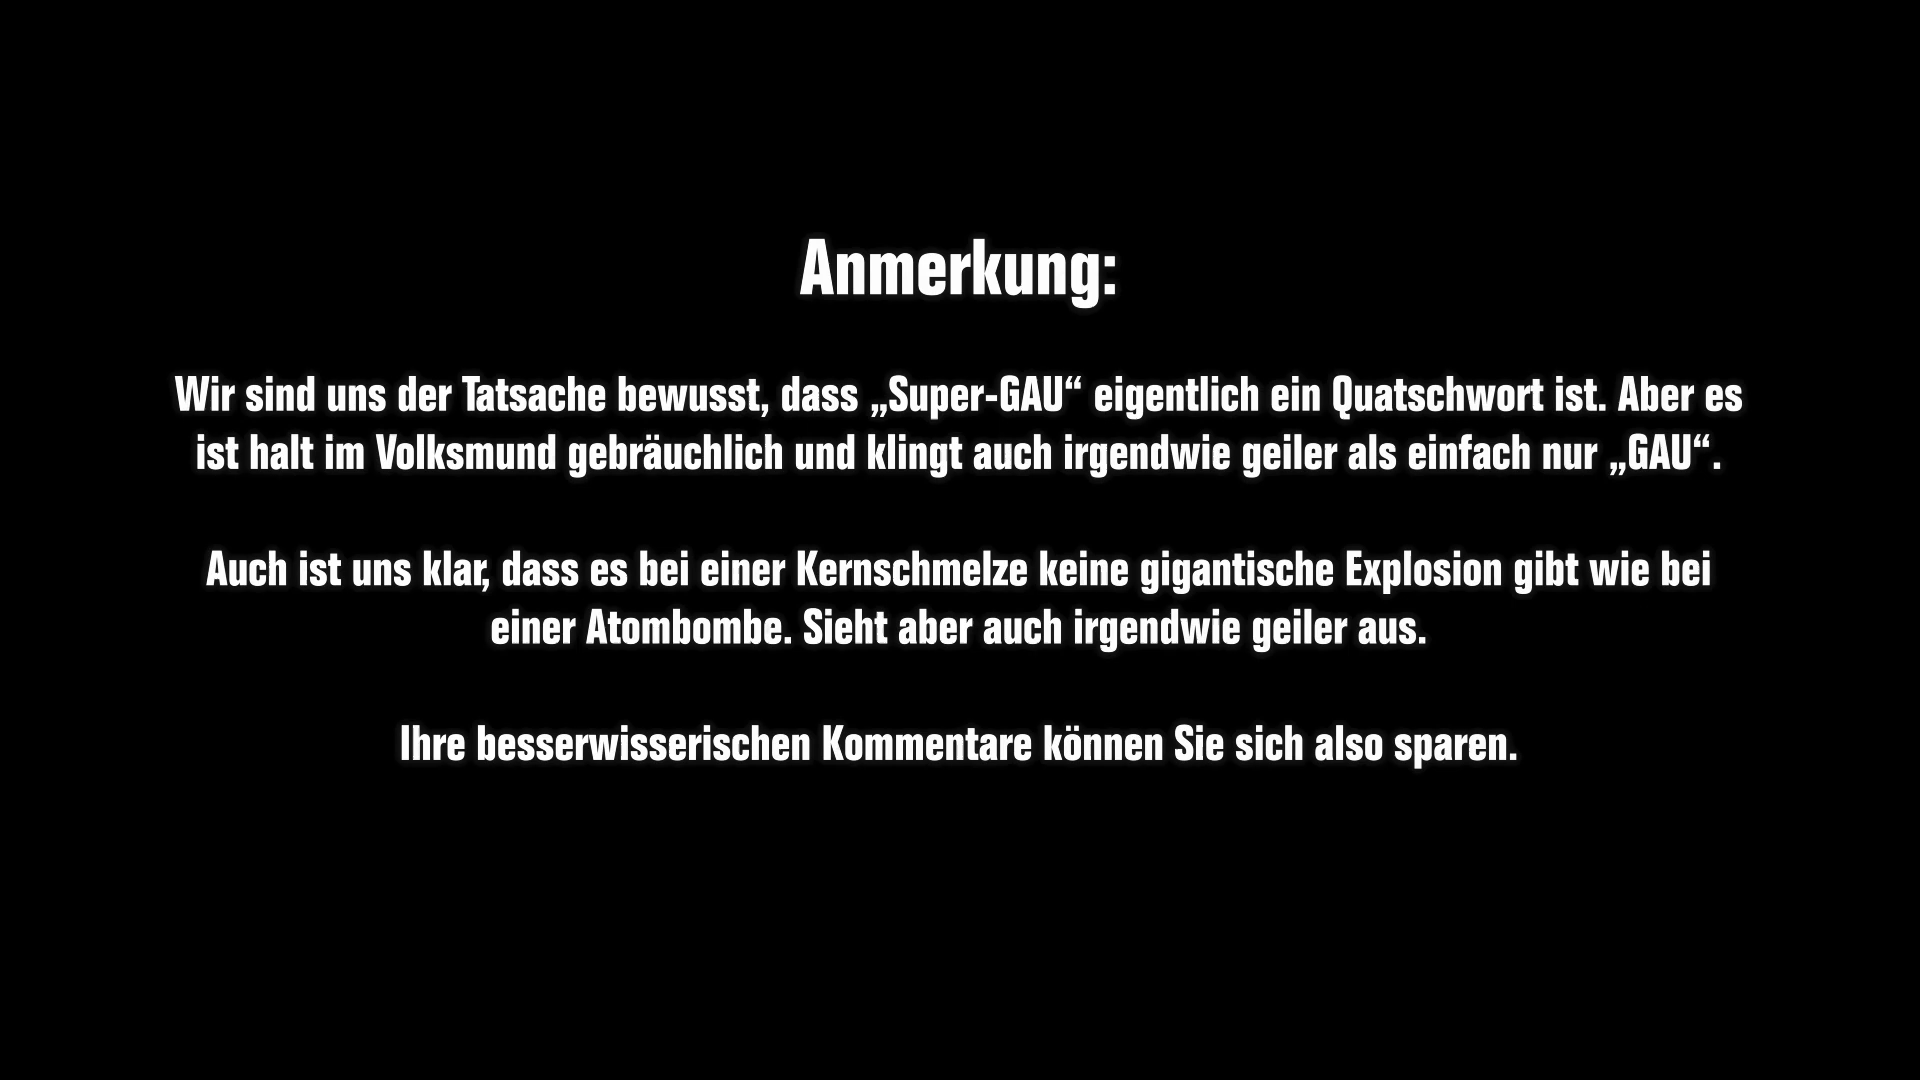 Anmerkung:
Wir sind uns der Tatsache bewusst, dass „Super-GAU“ eigentlich ein Quatschwort ist. Aber es
ist halt im Volksmund gebräuchlich und klingt auch irgendwie geiler als einfach nur „GAU“.
Auch ist uns klar, dass es bei einer Kernschmelze keine gigantische Explosion gibt wie bei
einer Atombombe. Sieht aber auch irgendwie geiler aus.
Ihre besserwisserischen Kommentare können Sie sich also sparen.